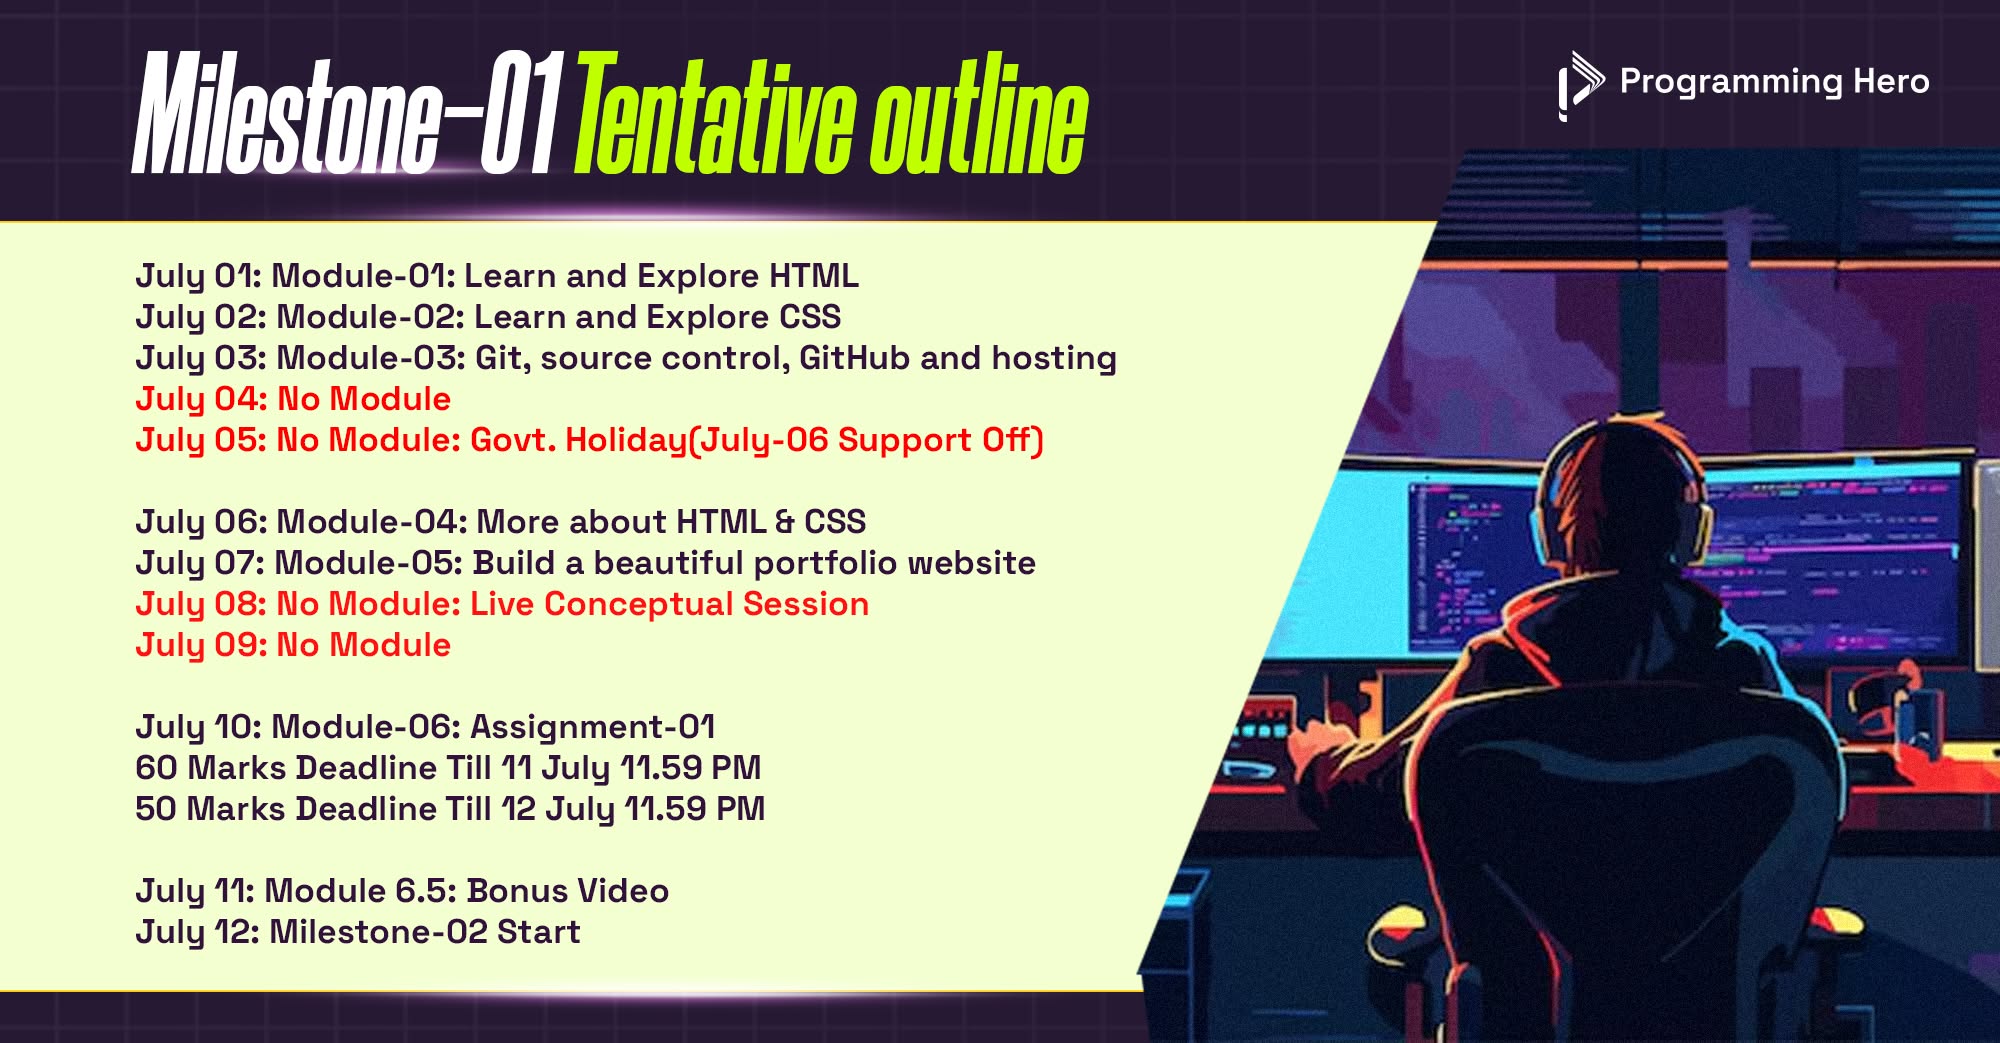 Milestone-01 Tentative outline
Programming Hero
July 01: Module-01: Learn and Explore HTML
July 02: Module-02: Learn and Explore CSS
July 03: Module-03: Git, source control, GitHub and hosting
July 04: No Module
July 05: No Module: Govt. Holiday(July-06 Support Off)
July 06: Module-04: More about HTML & CSS
July 07: Module-05: Build a beautiful portfolio website
July 08: No Module: Live Conceptual Session
July 09: No Module
July 10: Module-06: Assignment-01
60 Marks Deadline Till 11 July 11.59 PM
50 Marks Deadline Till 12 July 11.59 PM
July 11: Module 6.5: Bonus Video
July 12: Milestone-02 Start